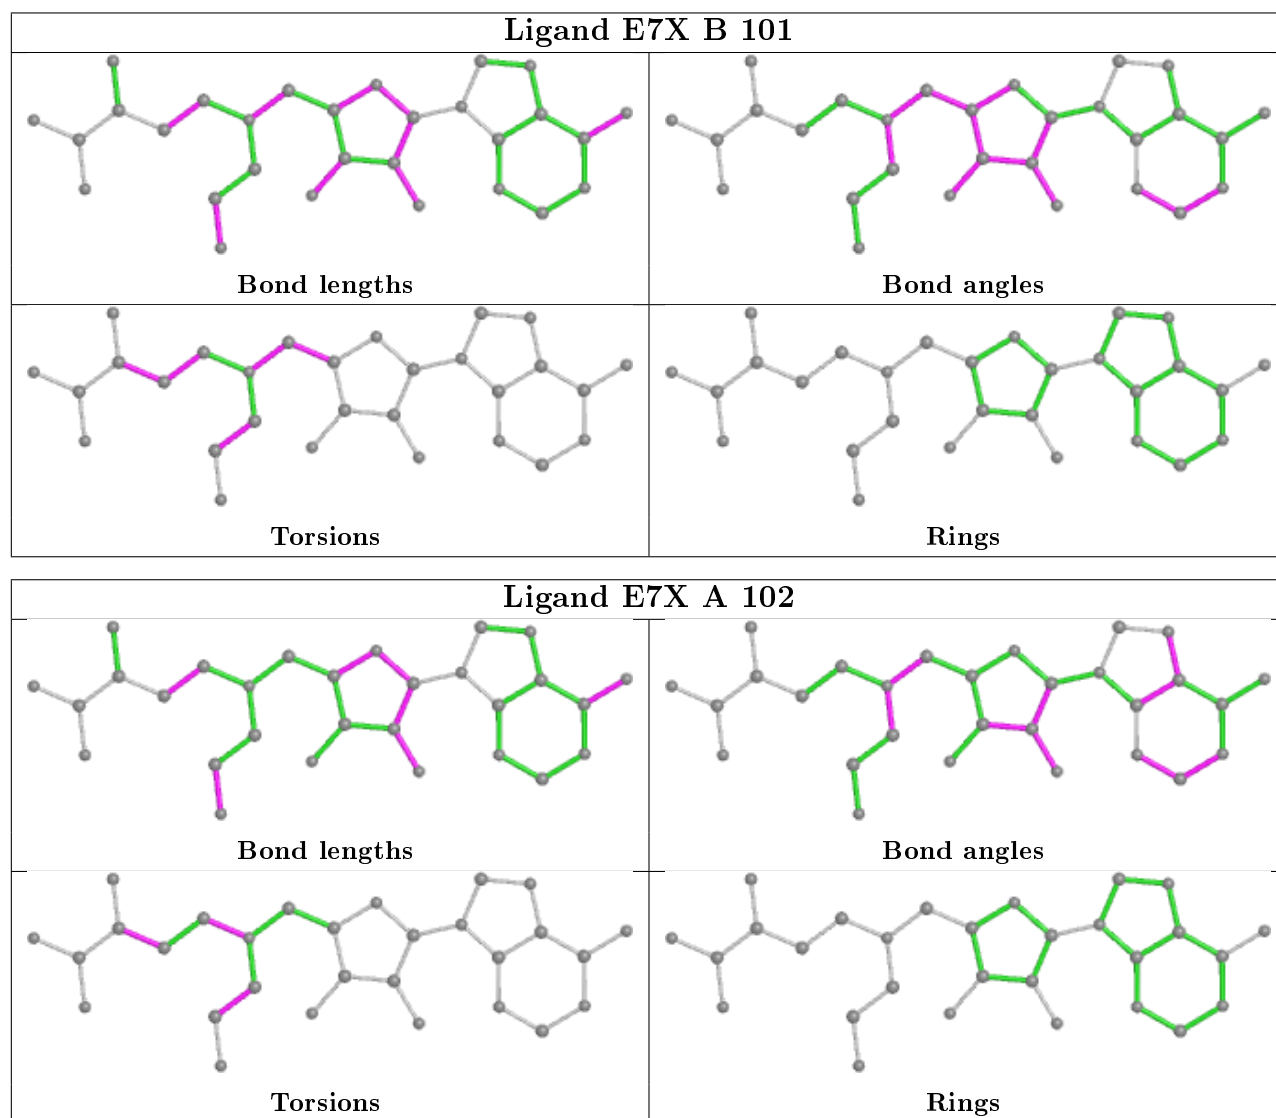 Ligand E7X B 101
Bond lengths
Bond angles
Torsions
Rings
Ligand E7X A 102
Bond lengths
Bond angles
Torsions
Rings